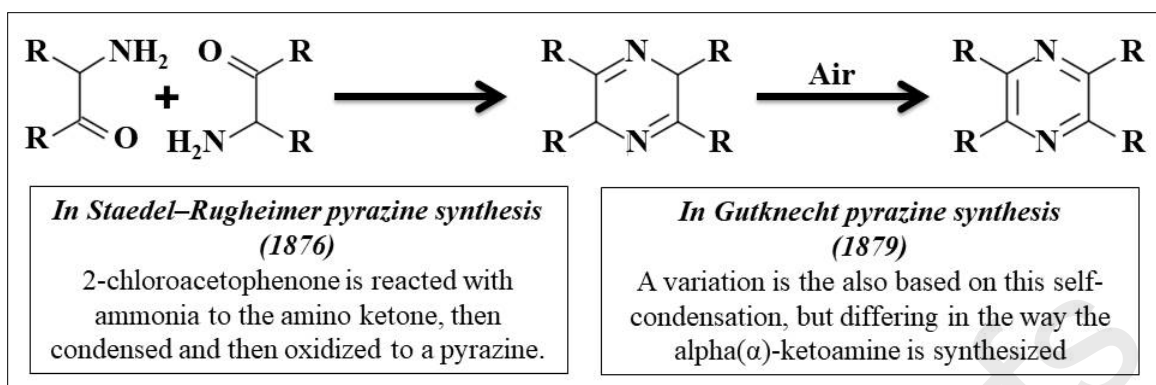 R NH₂ O R
+
R O H₂N R
R N R
R N R
Air
R N R
R N R
In Staedel–Rugheimer pyrazine synthesis
(1876)
2-chloroacetophenone is reacted with
ammonia to the amino ketone, then
condensed and then oxidized to a pyrazine.
In Gutknecht pyrazine synthesis
(1879)
A variation is the also based on this self-
condensation, but differing in the way the
alpha(α)-ketoamine is synthesized